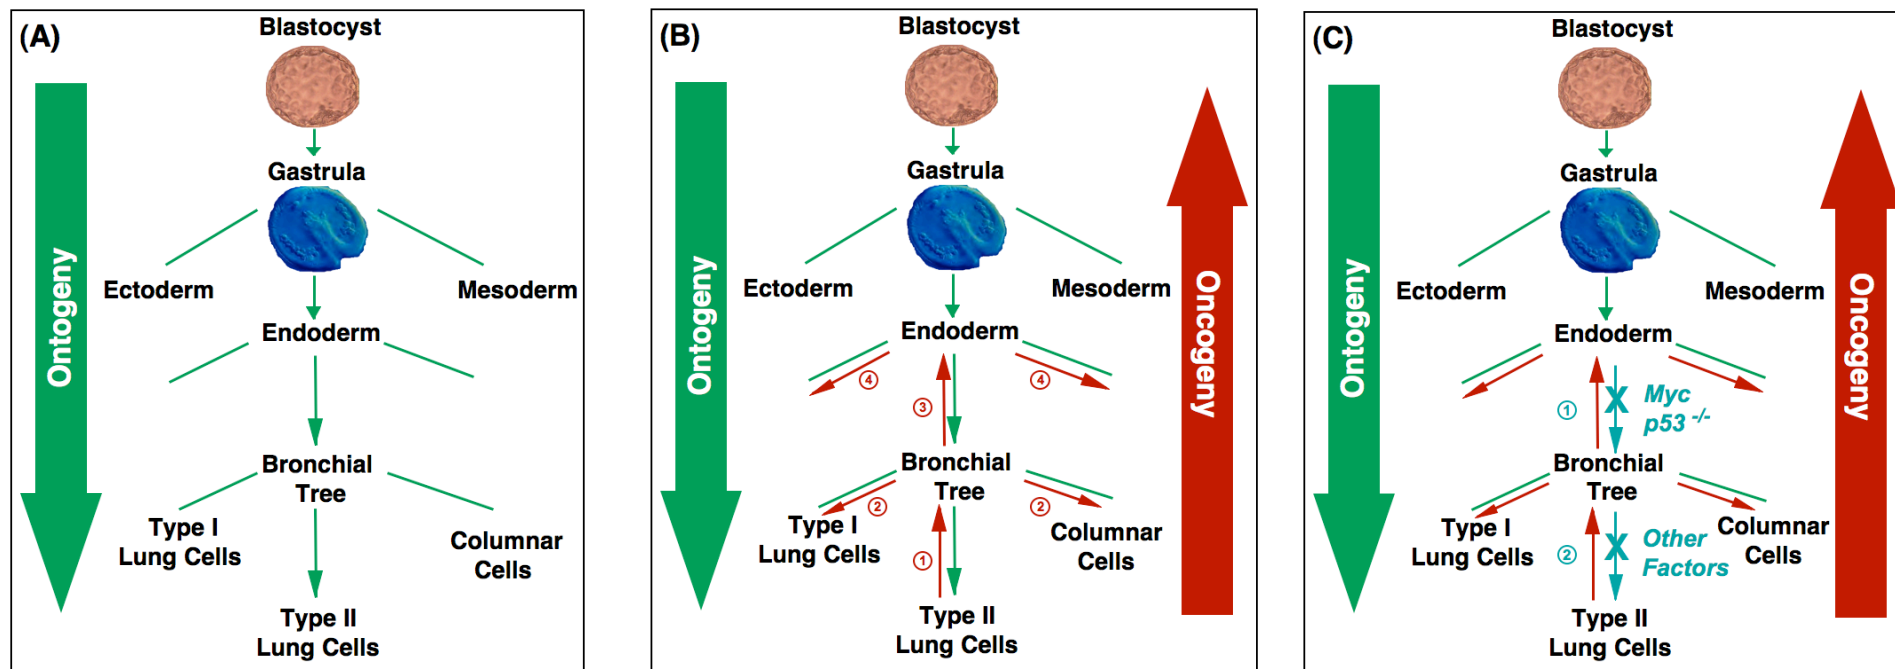 (A)
Blastocyst
Gastrula
Ontogeny
Ectoderm
Mesoderm
Endoderm
Bronchial
Tree
Type I
Lung Cells
Columnar
Cells
Type II
Lung Cells
(B)
Blastocyst
Gastrula
Ontogeny
Oncogeny
Ectoderm
Mesoderm
Endoderm
4
4
3
Bronchial
Tree
2
2
Type I
Lung Cells
Columnar
Cells
1
Type II
Lung Cells
(C)
Blastocyst
Gastrula
Ontogeny
Oncogeny
Ectoderm
Mesoderm
Endoderm
1
X
Myc
p53 -/-
Bronchial
Tree
Type I
Lung Cells
Columnar
Cells
2
X
Other
Factors
Type II
Lung Cells